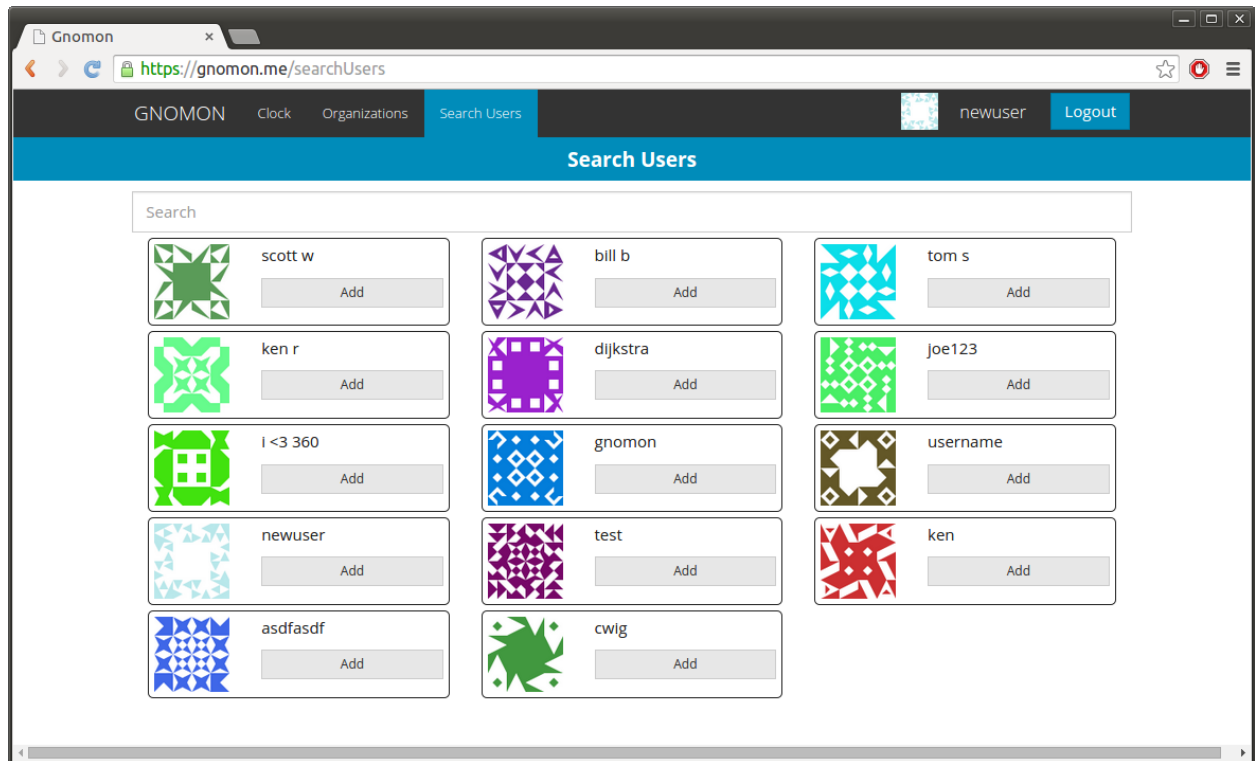 Gnomon
https://gnomon.me/searchUsers
GNOMON Clock Organizations Search Users newuser Logout
Search Users
Search
scott w bill b tom s
Add Add Add
ken r dijkstra joe123
Add Add Add
i <3 360 gnomon username
Add Add Add
newuser test ken
Add Add Add
asdfasdf cwig
Add Add